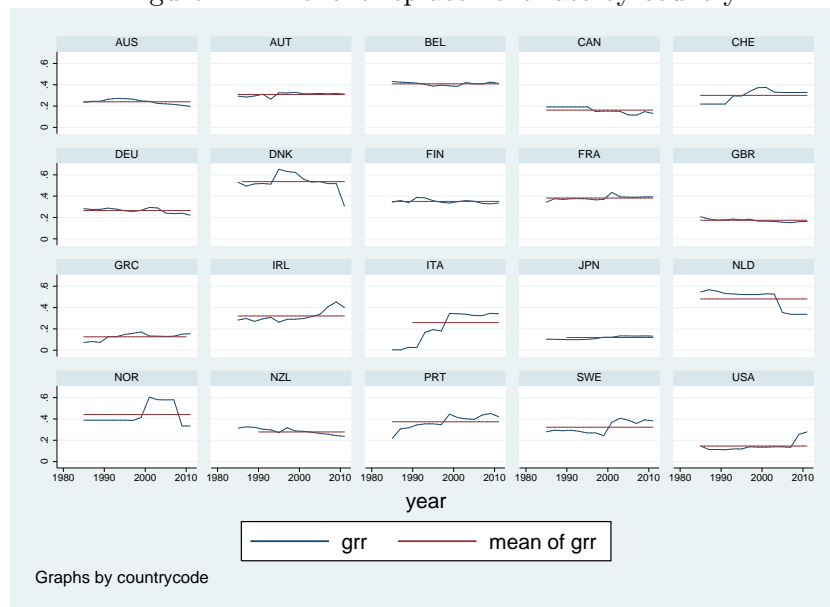 AUS AUT BEL CAN CHE
.6
.4
.2
0
DEU DNK FIN FRA GBR
.6
.4
.2
0
GRC IRL ITA JPN NLD
.6
.4
.2
0
NOR NZL PRT SWE USA
.6
.4
.2
0
1980 1990 2000 2010 1980 1990 2000 2010 1980 1990 2000 2010 1980 1990 2000 2010 1980 1990 2000 2010
year
grr mean of grr
Graphs by countrycode